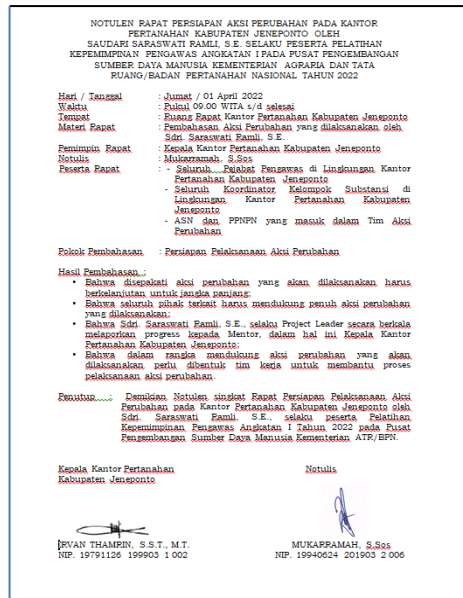 NOTULEN RAPAT PERSIAPAN AKSI PERUBAHAN PADA KANTOR
PERTANAHAN KABUPATEN JENEPONTO OLEH
SAUDARI SARASWATI RAMLI, S.E. SELAKU PESERTA PELATIHAN
KEPEMIMPINAN PENGAWAS ANGKATAN I PADA PUSAT PENGEMBANGAN
SUMBER DAYA MANUSIA KEMENTERIAN AGRARIA DAN TATA
RUANG/BADAN PERTANAHAN NASIONAL TAHUN 2022
Hari / Tanggal : Jumat / 01 April 2022
Waktu : Pukul 09.00 WITA s/d selesai
Tempat : Ruang Rapat Kantor Pertanahan Kabupaten Jeneponto
Materi Rapat : Pembahasan Aksi Perubahan yang dilaksanakan oleh
Sdri. Saraswati Ramli, S.E.
Pemimpin Rapat : Kepala Kantor Pertanahan Kabupaten Jeneponto
Notulis : Mukarramah, S.Sos
Peserta Rapat : - Seluruh Pejabat Pengawas di Lingkungan Kantor
Pertanahan Kabupaten Jeneponto
- Seluruh Koordinator Kelompok Substansi di
Lingkungan Kantor Pertanahan Kabupaten
Jeneponto
- ASN dan PPNPN yang masuk dalam Tim Aksi
Perubahan
Pokok Pembahasan : Persiapan Pelaksanaan Aksi Perubahan
Hasil Pembahasan :
• Bahwa disepakati aksi perubahan yang akan dilaksanakan harus
berkelanjutan untuk jangka panjang;
• Bahwa seluruh pihak terkait harus mendukung penuh aksi perubahan
yang dilaksanakan;
• Bahwa Sdri. Saraswati Ramli, S.E., selaku Project Leader secara berkala
melaporkan progress kepada Mentor, dalam hal ini Kepala Kantor
Pertanahan Kabupaten Jeneponto;
• Bahwa dalam rangka mendukung aksi perubahan yang akan
dilaksanakan perlu dibentuk tim kerja untuk membantu proses
pelaksanaan aksi perubahan.
Penutup : Demikian Notulen singkat Rapat Persiapan Pelaksanaan Aksi
Perubahan pada Kantor Pertanahan Kabupaten Jeneponto oleh
Sdri. Saraswati Ramli, S.E., selaku peserta Pelatihan
Kepemimpinan Pengawas Angkatan I Tahun 2022 pada Pusat
Pengembangan Sumber Daya Manusia Kementerian ATR/BPN.
Kepala Kantor Pertanahan Notulis
Kabupaten Jeneponto
IRVAN THAMRIN, S.S.T., M.T. MUKARRAMAH, S.Sos
NIP. 19791126 199903 1 002 NIP. 19940624 201903 2 006